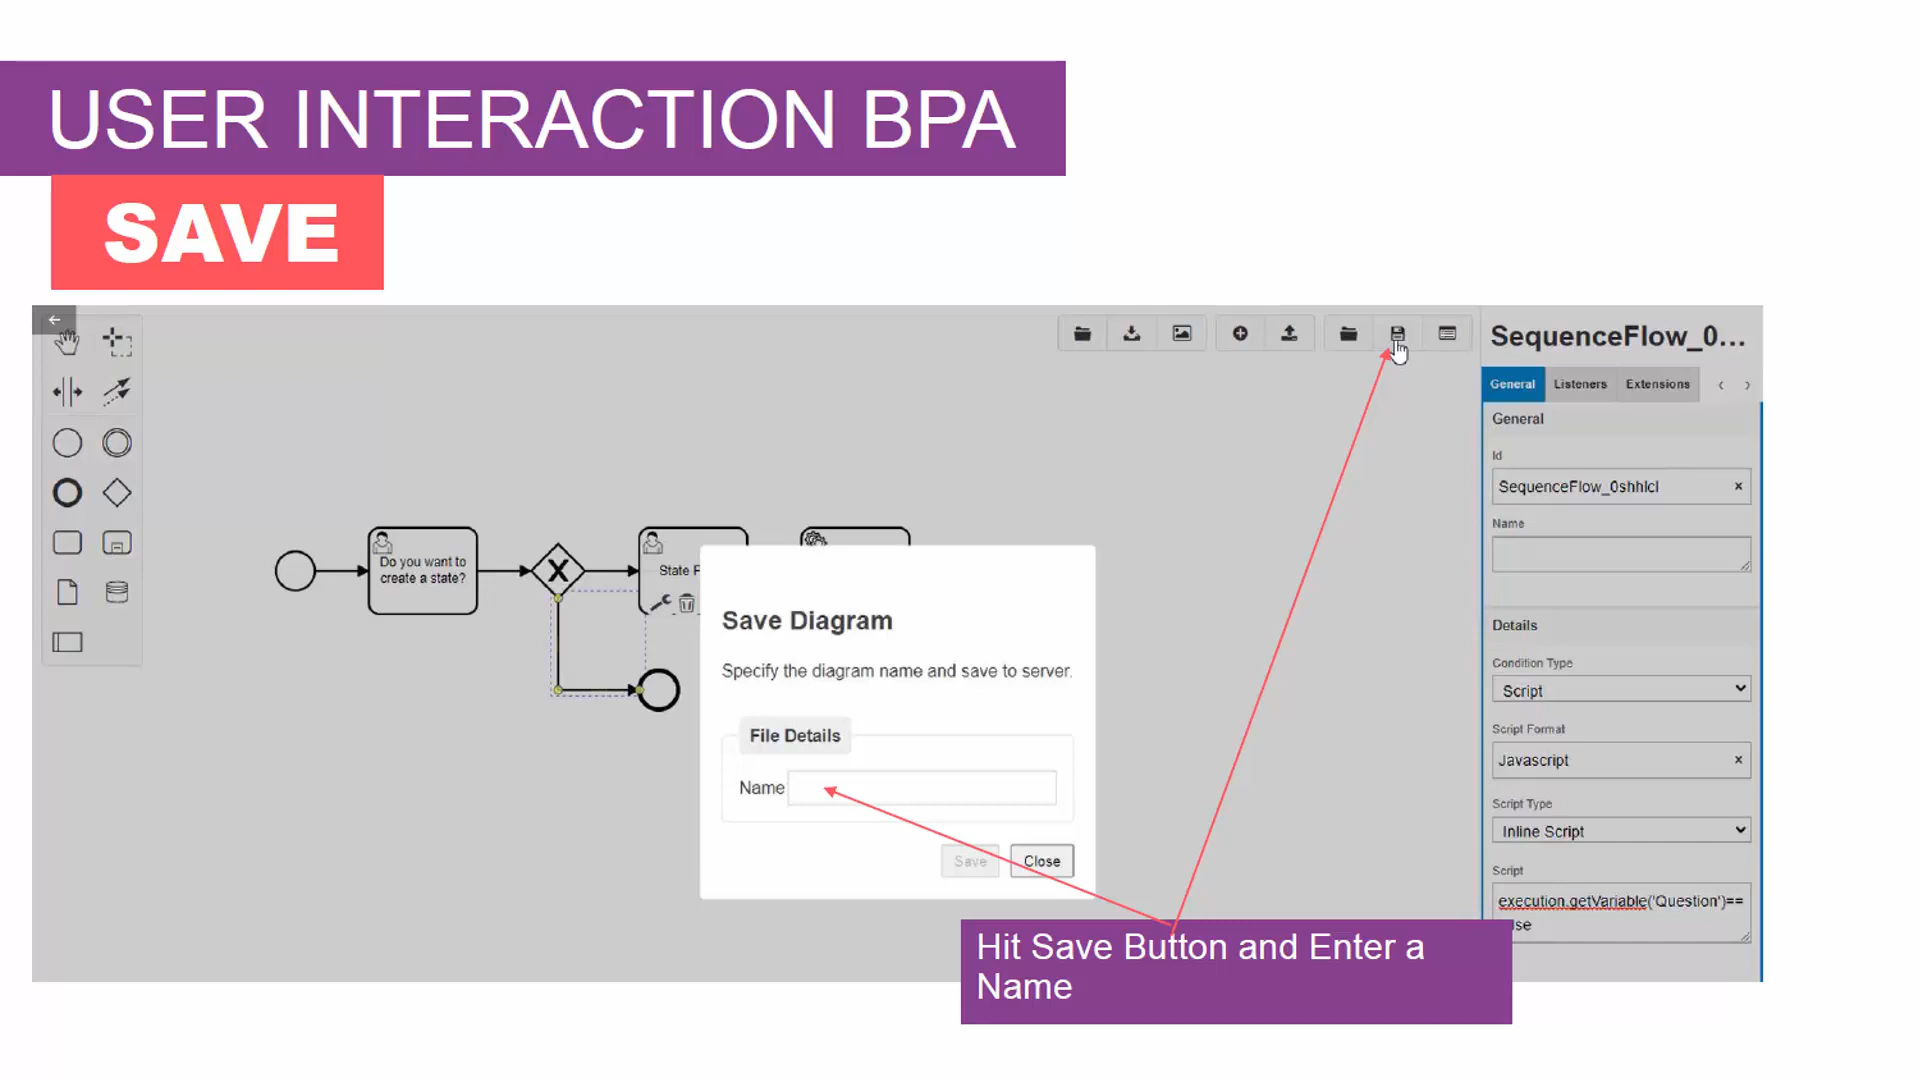 USER INTERACTION BPA
SAVE
SequenceFlow_0...
General Listeners Extensions
General
Id
SequenceFlow_0shhlcl
Name
Details
Condition Type
Script
Script Format
Javascript
Script Type
Inline Script
Script
execution.getVariable('Question')==
Do you want to
create a state?
X
State
Save Diagram
Specify the diagram name and save to server.
File Details
Name
Save Close
Hit Save Button and Enter a
Name